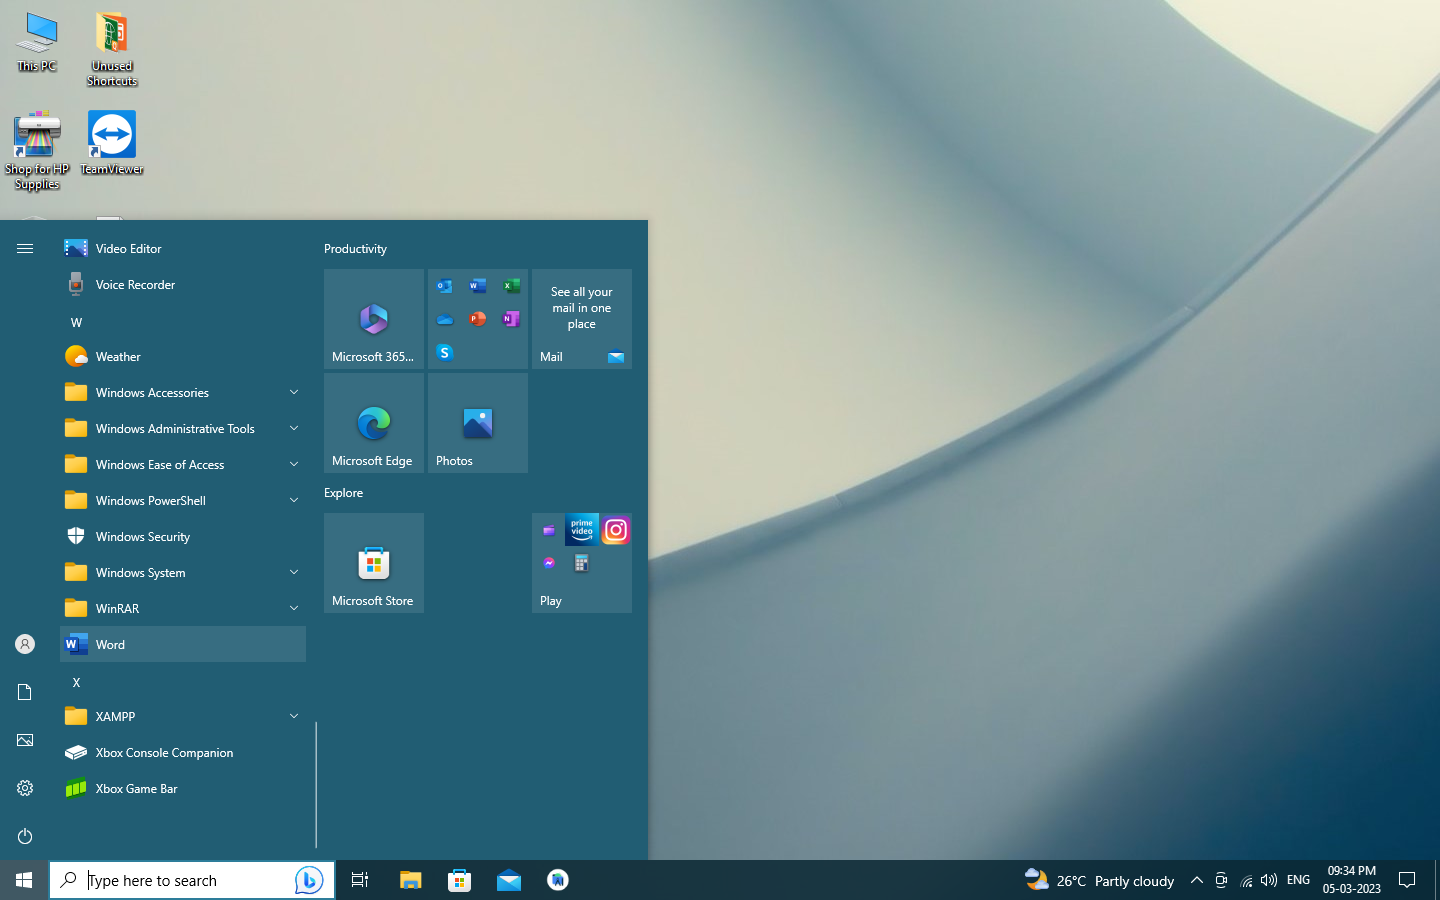 This PC
Unused
Shortcuts
Shop for HP
Supplies
TeamViewer
Video Editor
Voice Recorder
W
Weather
Windows Accessories
Windows Administrative Tools
Windows Ease of Access
Windows PowerShell
Windows Security
Windows System
WinRAR
Word
X
XAMPP
Xbox Console Companion
Xbox Game Bar
Productivity
Microsoft 365...
See all your
mail in one
place
Mail
Microsoft Edge
Photos
Explore
Microsoft Store
prime
video
Play
Type here to search
26°C Partly cloudy
ENG
09:34 PM
05-03-2023